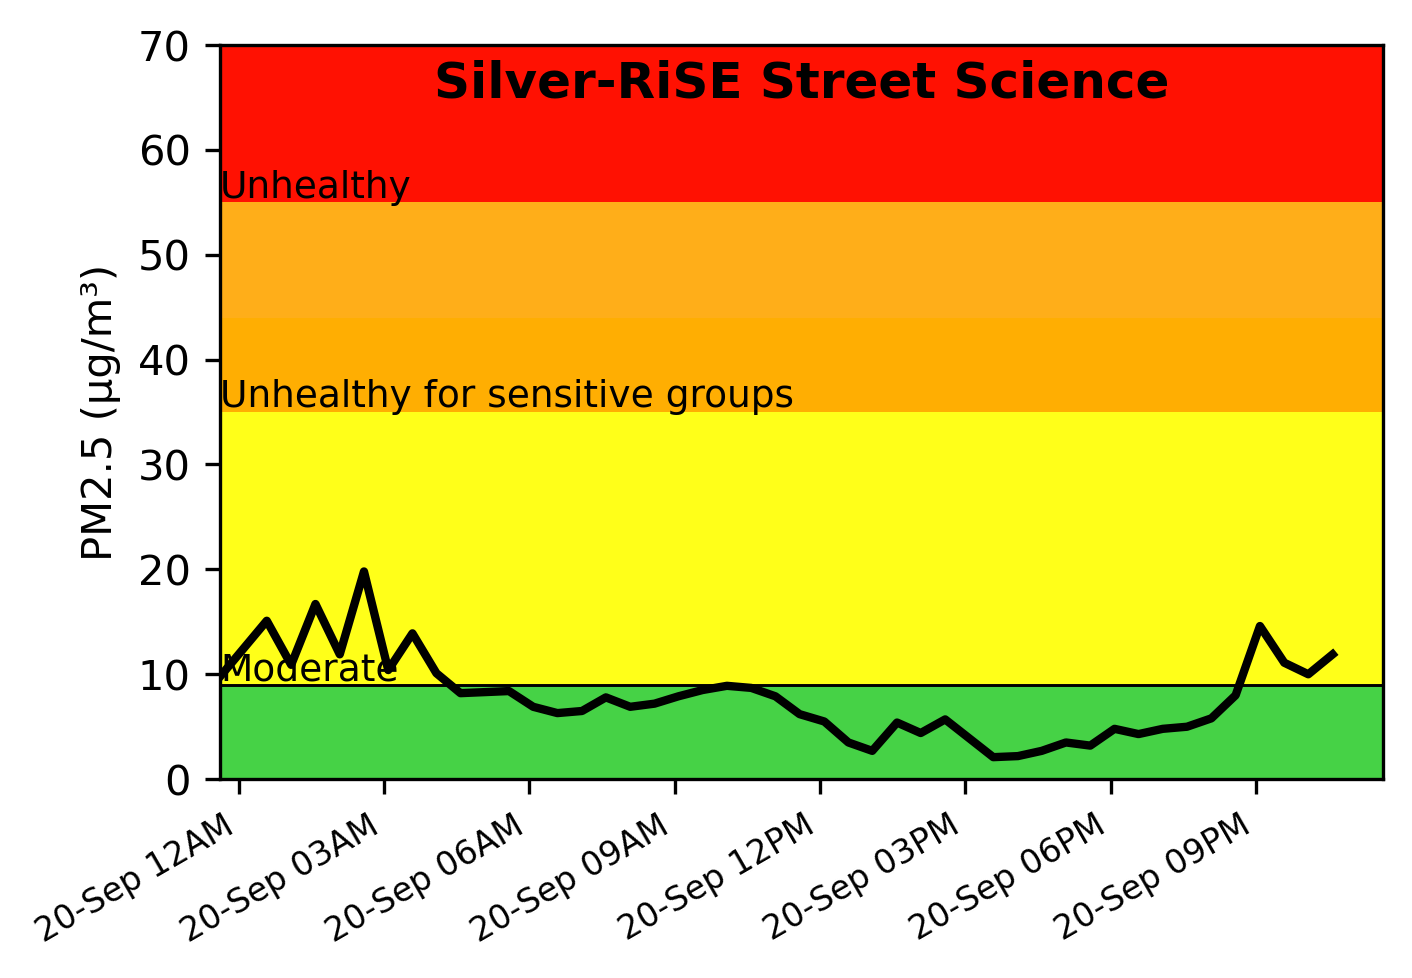 Silver-RiSE Street Science
PM2.5 (µg/m³)
70
60
50
40
30
20
10
0
Unhealthy
Unhealthy for sensitive groups
Moderate
20-Sep 12AM
20-Sep 03AM
20-Sep 06AM
20-Sep 09AM
20-Sep 12PM
20-Sep 03PM
20-Sep 06PM
20-Sep 09PM